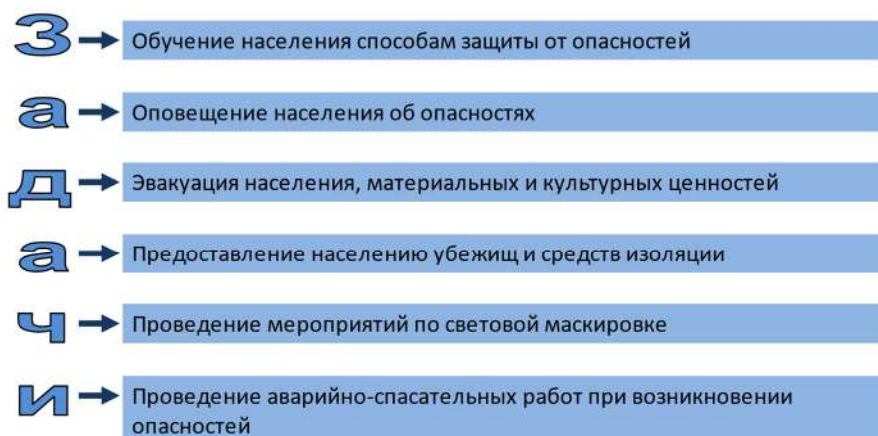 З Обучение населения способам защиты от опасностей
а Оповещение населения об опасностях
д Эвакуация населения, материальных и культурных ценностей
а Предоставление населению убежищ и средств изоляции
ч Проведение мероприятий по световой маскировке
и Проведение аварийно-спасательных работ при возникновении
опасностей